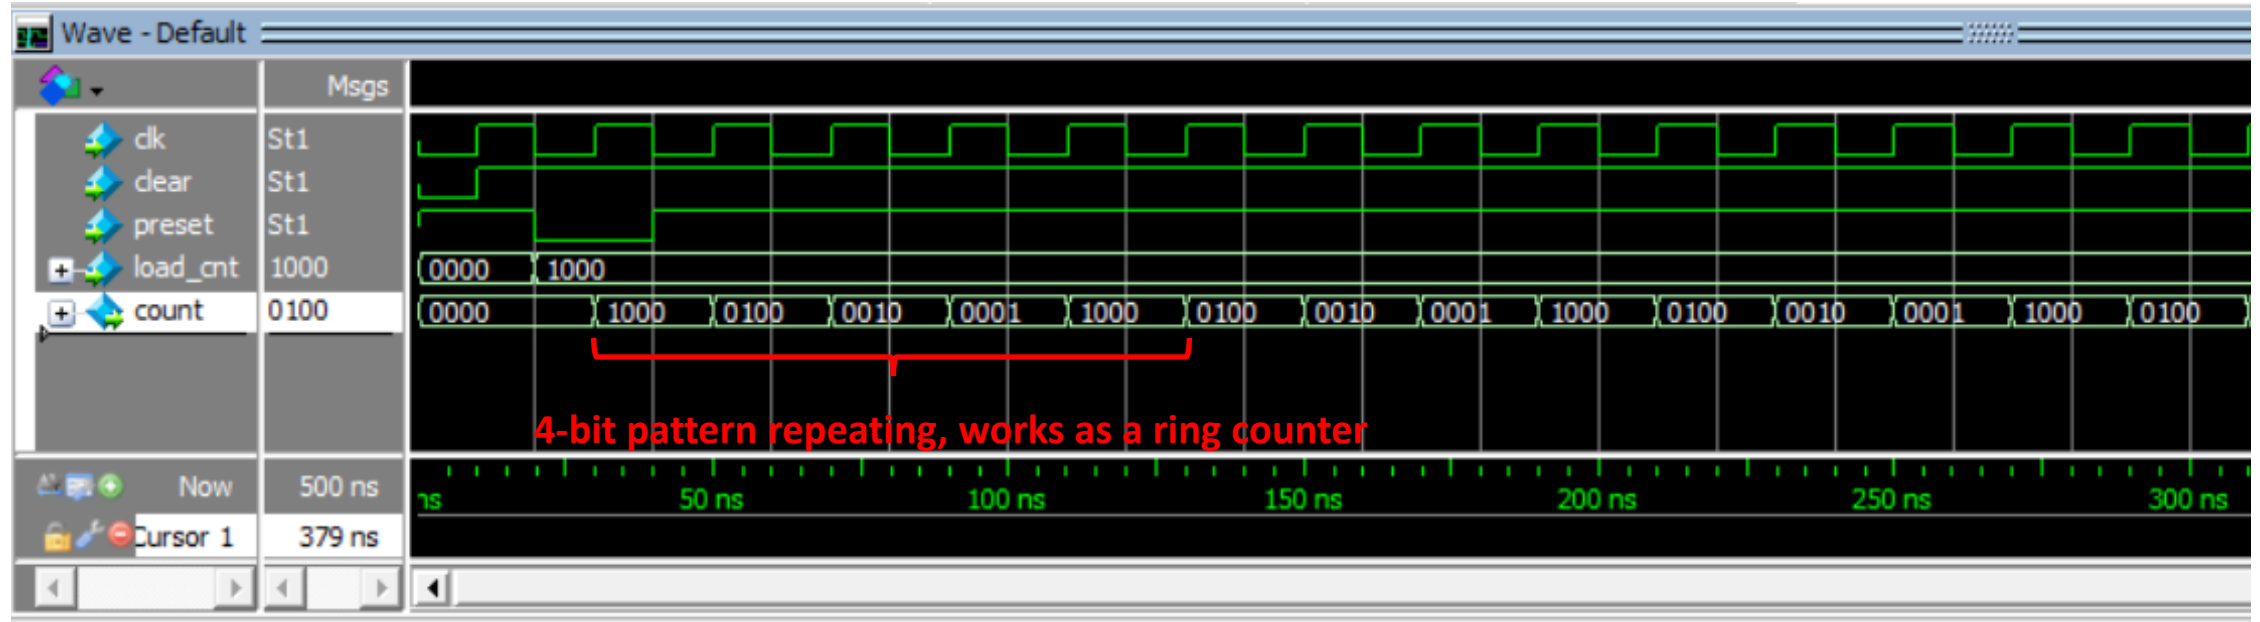 Wave - Default
Msgs
clk St1
clear St1
preset St1
load_cnt 1000 0000 1000
count 0100 0000 1000 0100 0010 0001 1000 0100 0010 0001 1000 0100 0010 0001 1000 0100
4-bit pattern repeating, works as a ring counter
Now 500 ns ns 50 ns 100 ns 150 ns 200 ns 250 ns 300 ns
Cursor 1 379 ns